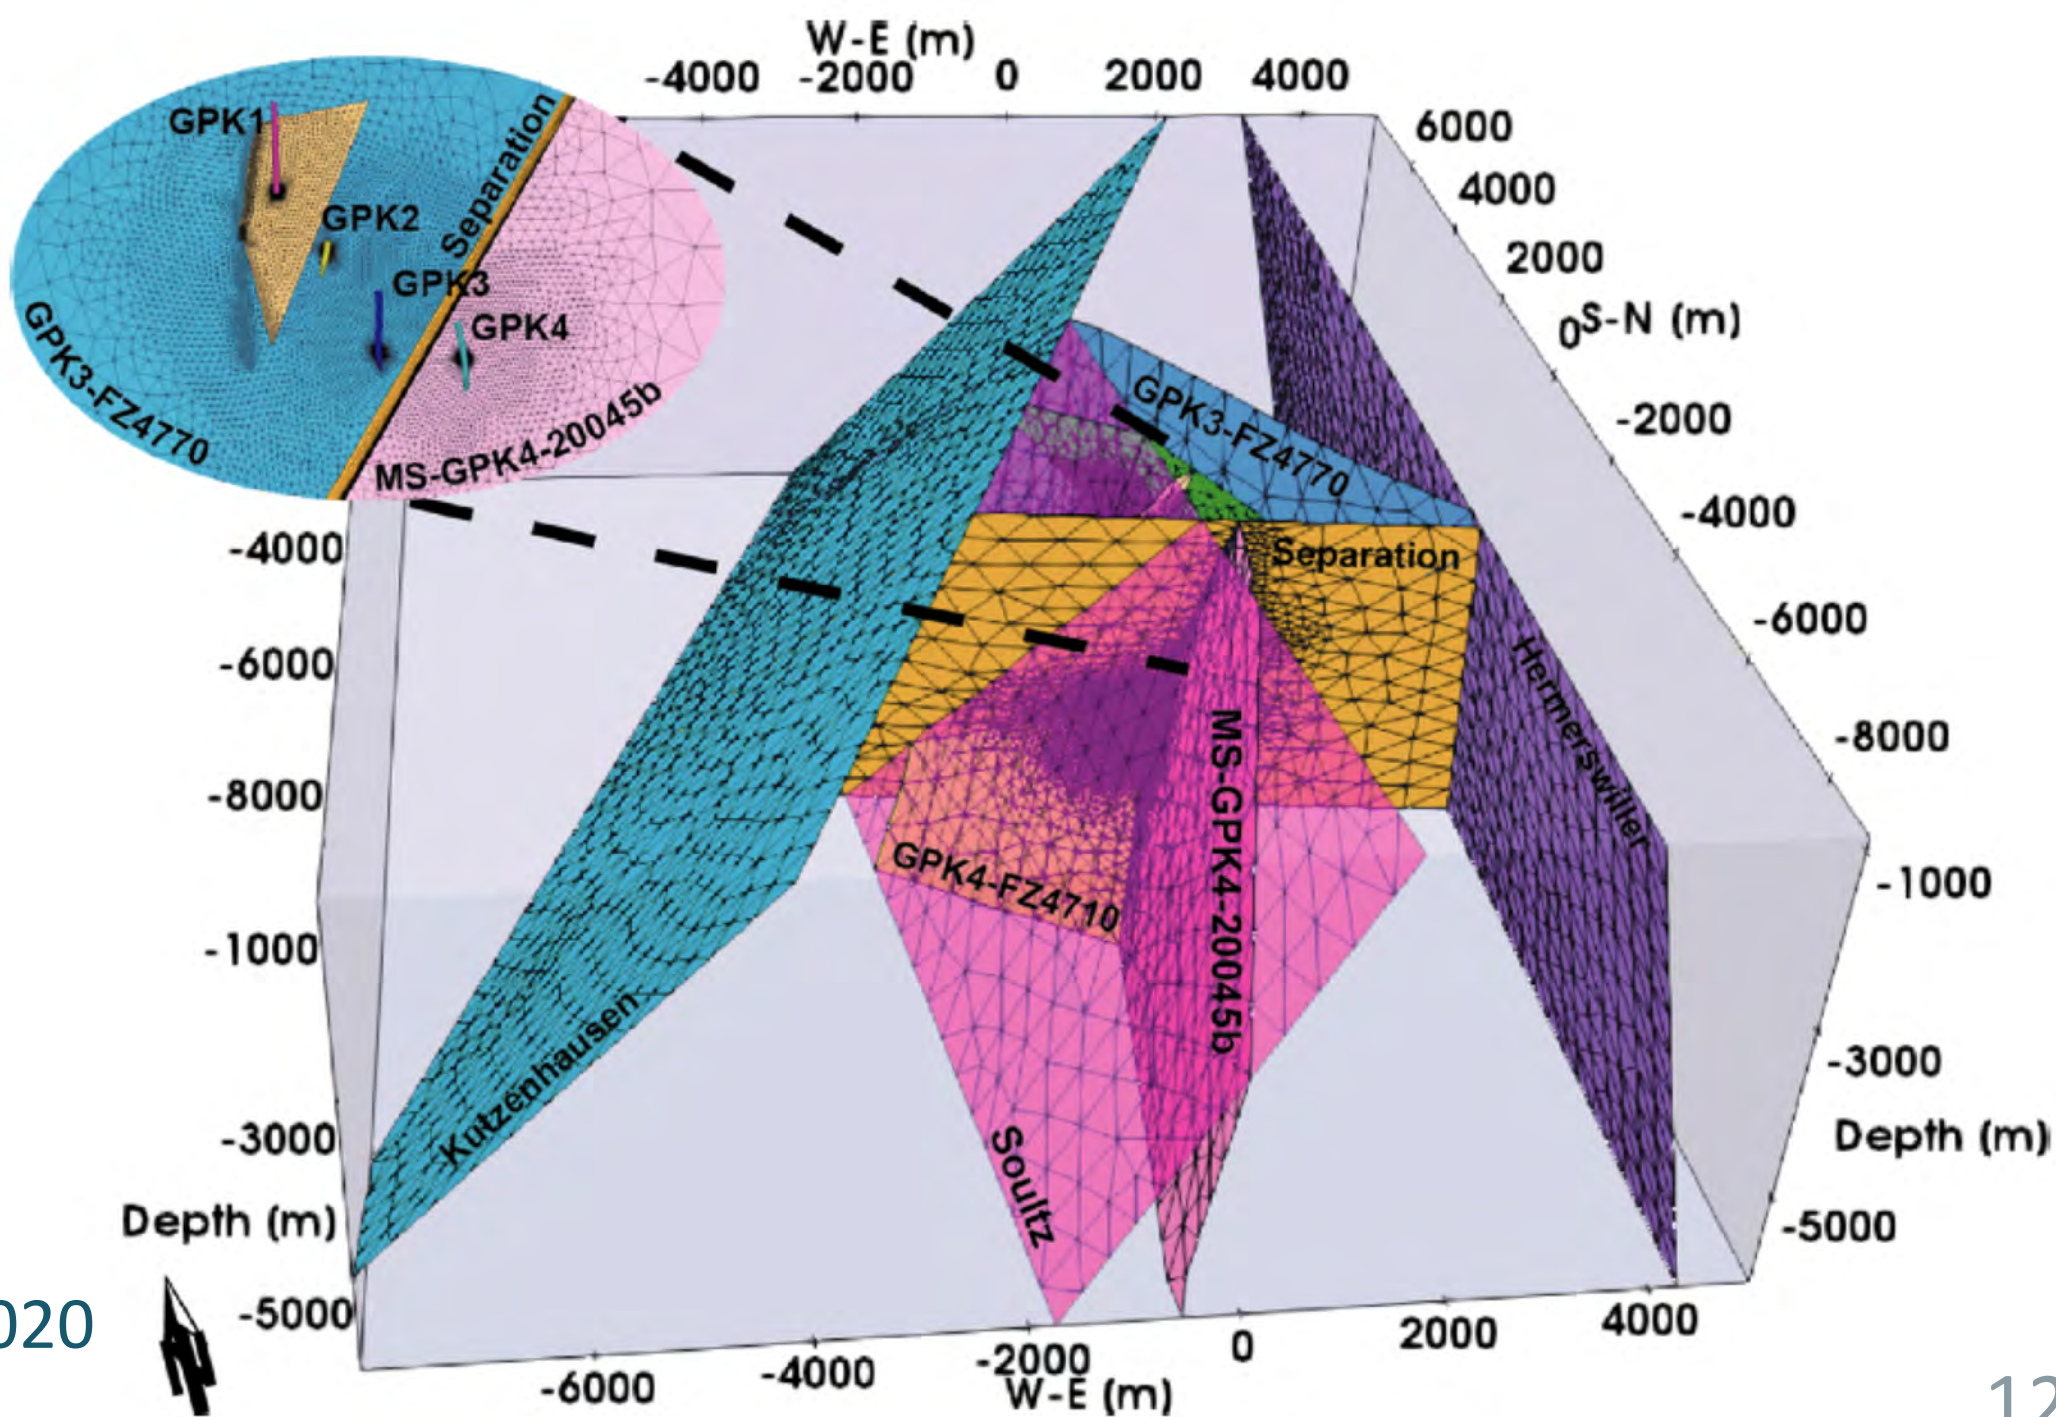 W-E (m)
-4000 -2000 0 2000 4000
6000
4000
2000
0
S-N (m)
-2000
-4000
-6000
-8000
-1000
-3000
Depth (m)
-5000
GPK1
GPK2
GPK3
GPK4
Separation
GPK3-FZ4770
MS-GPK4-20045b
GPK3-FZ4770
Separation
Hermerswiller
MS-GPK4-20045b
GPK4-FZ4710
Soultz
Kutzenhausen
-4000
-6000
-8000
-1000
-3000
Depth (m)
-5000
-6000 -4000 -2000 0 2000 4000
W-E (m)
020
12